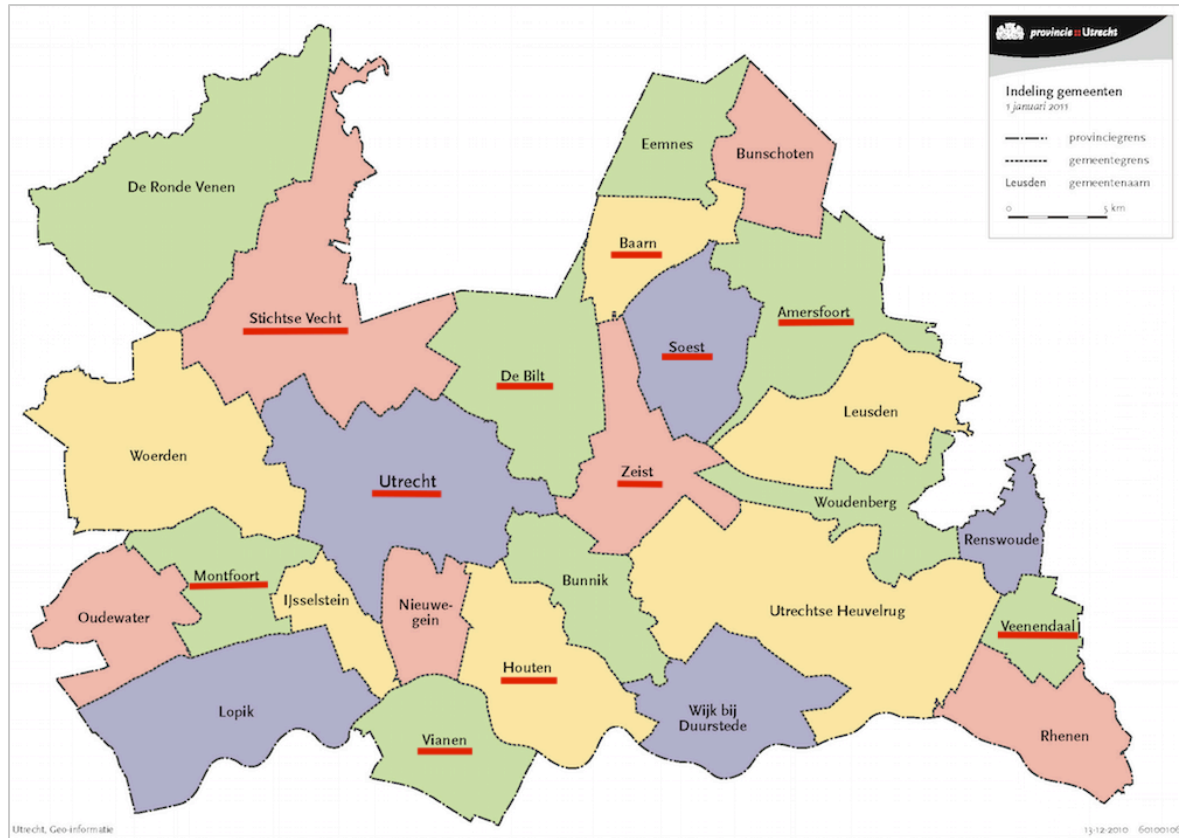 provincie Utrecht
Indeling gemeenten
1 januari 2011
provinciegrens
gemeentegrens
Leusden gemeentenaam
0 5 km
De Ronde Venen
Eemnes
Bunschoten
Baarn
Stichtse Vecht
Amersfoort
Soest
De Bilt
Leusden
Woerden
Utrecht
Zeist
Woudenberg
Renswoude
Montfoort
Bunnik
IJsselstein
Nieuwe-
gein
Oudewater
Utrechtse Heuvelrug
Veenendaal
Houten
Lopik
Wijk bij
Duurstede
Vianen
Rhenen
Utrecht, Geo-informatie
13-12-2010 60100106